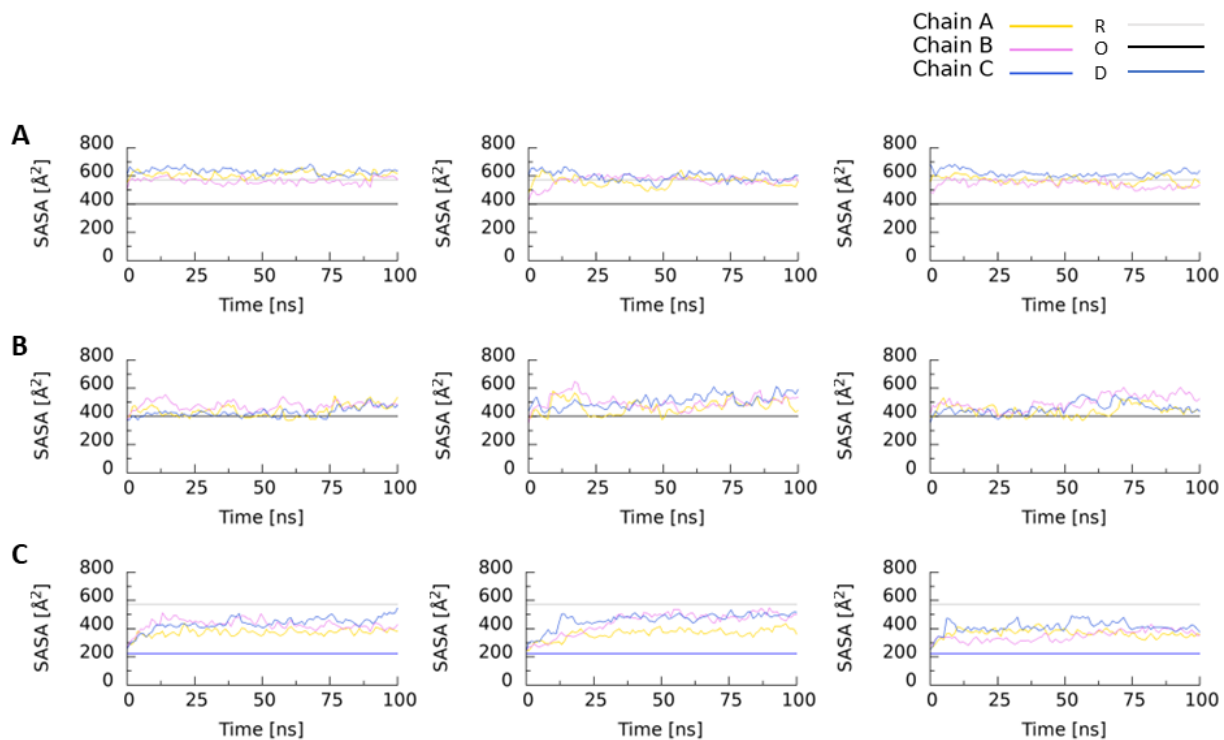 Chain A R
Chain B O
Chain C D
A
800 800 800
600 600 600
SASA [Å²] SASA [Å²] SASA [Å²]
400 400 400
200 200 200
0 0 0
0 25 50 75 100 0 25 50 75 100 0 25 50 75 100
Time [ns] Time [ns] Time [ns]
B
800 800 800
600 600 600
SASA [Å²] SASA [Å²] SASA [Å²]
400 400 400
200 200 200
0 0 0
0 25 50 75 100 0 25 50 75 100 0 25 50 75 100
Time [ns] Time [ns] Time [ns]
C
800 800 800
600 600 600
SASA [Å²] SASA [Å²] SASA [Å²]
400 400 400
200 200 200
0 0 0
0 25 50 75 100 0 25 50 75 100 0 25 50 75 100
Time [ns] Time [ns] Time [ns]